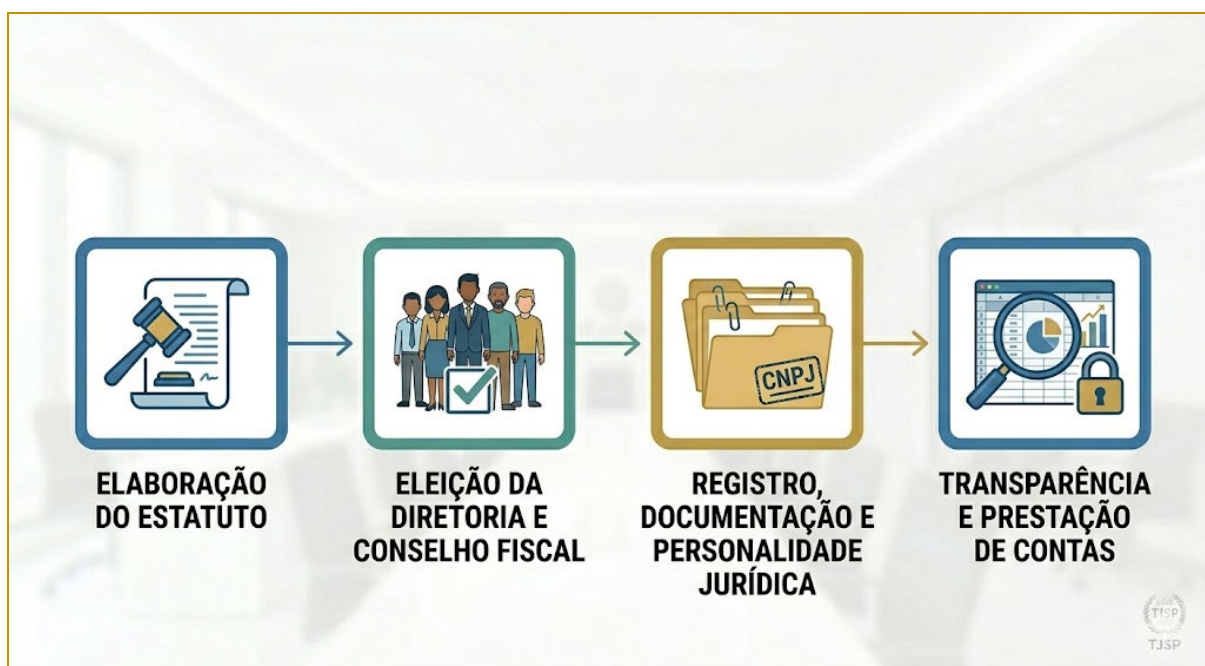 CNPJ
ELABORAÇÃO
DO ESTATUTO
ELEIÇÃO DA
DIRETORIA E
CONSELHO FISCAL
REGISTRO,
DOCUMENTAÇÃO E
PERSONALIDADE
JURÍDICA
TRANSPARÊNCIA
E PRESTAÇÃO
DE CONTAS
TJSP
TJSP